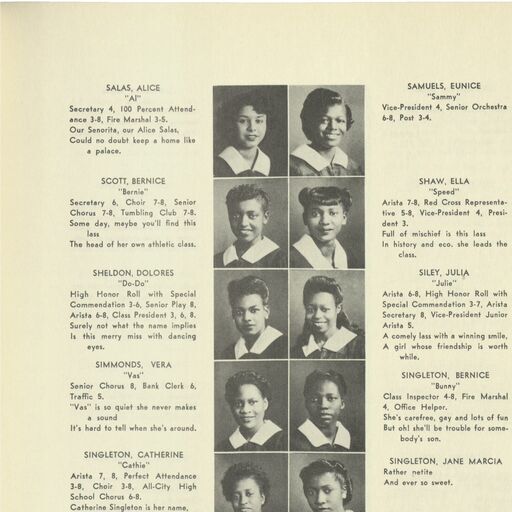 SALAS, ALICE
"Al"
Secretary 4, 100 Percent Attend-
ance 3-8, Fire Marshal 3-5.
Our Senorita, our Alice Salas,
Could no doubt keep a home like
a palace.
SCOTT, BERNICE
"Bernie"
Secretary 6, Choir 7-8, Senior
Chorus 7-8, Tumbling Club 7-8.
Some day, maybe you'll find this
lass
The head of her own athletic class.
SHELDON, DOLORES
"Do-Do"
High Honor Roll with Special
Commendation 3-6, Senior Play 8,
Arista 6-8, Class President 3, 6, 8.
Surely not what the name implies
Is this merry miss with dancing
eyes.
SIMMONDS, VERA
"Vas"
Senior Chorus 8, Bank Clerk 6,
Traffic 5.
"Vas" is so quiet she never makes
a sound
It's hard to tell when she's around.
SINGLETON, CATHERINE
"Cathie"
Arista 7, 8, Perfect Attendance
3-8, Choir 3-8, All-City High
School Chorus 6-8.
Catherine Singleton is her name,
SAMUELS, EUNICE
"Sammy"
Vice-President 4, Senior Orchestra
6-8, Post 3-4.
SHAW, ELLA
"Speed"
Arista 7-8, Red Cross Representa-
tive 5-8, Vice-President 4, Presi-
dent 3.
Full of mischief is this lass
In history and eco. she leads the
class.
SILEY, JULIA
"Julie"
Arista 6-8, High Honor Roll with
Special Commendation 3-7, Arista
Secretary 8, Vice-President Junior
Arista 5.
A comely lass with a winning smile,
A girl whose friendship is worth
while.
SINGLETON, BERNICE
"Bunny"
Class Inspector 4-8, Fire Marshal
4, Office Helpor.
She's carefree, gay and lots of fun
But oh! she'll be trouble for some-
body's son.
SINGLETON, JANE MARCIA
Rather netite
And ever so sweet.